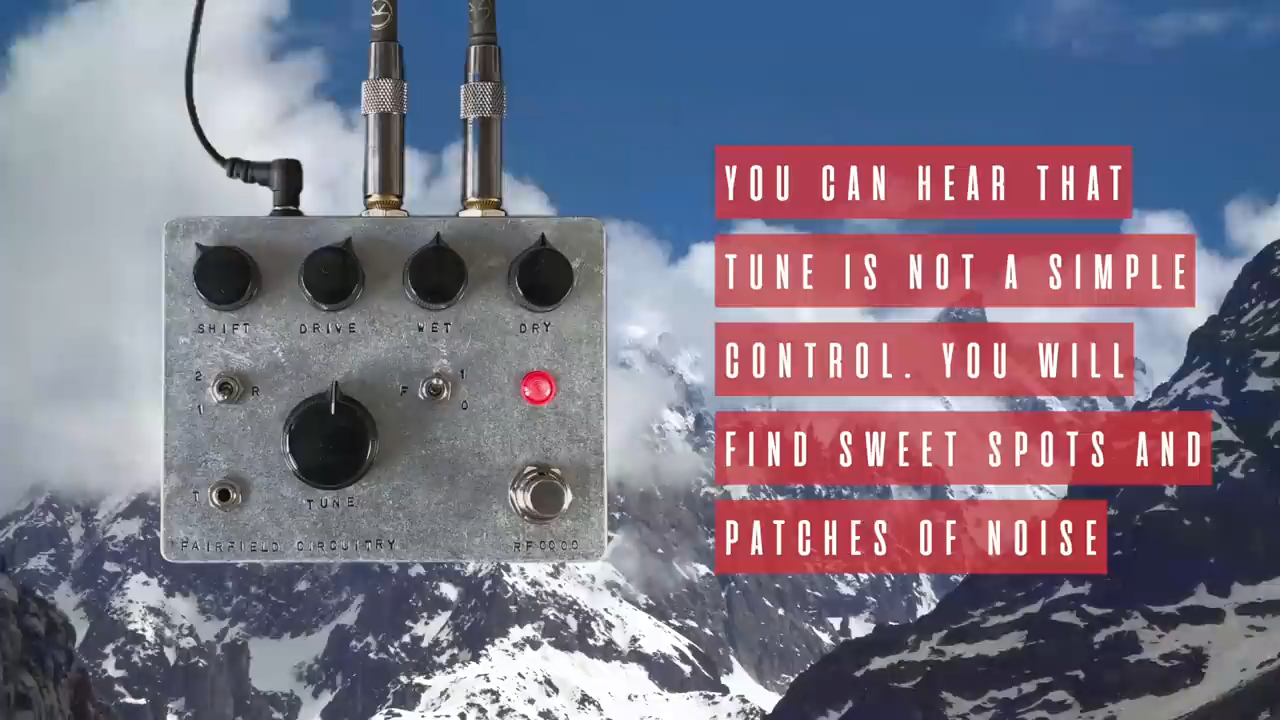 SHIFT DRIVE WET DRY
2 R F 1
1 0
T TUNE
FAIRFIELD CIRCUITRY RF0000
YOU CAN HEAR THAT
TUNE IS NOT A SIMPLE
CONTROL. YOU WILL
FIND SWEET SPOTS AND
PATCHES OF NOISE